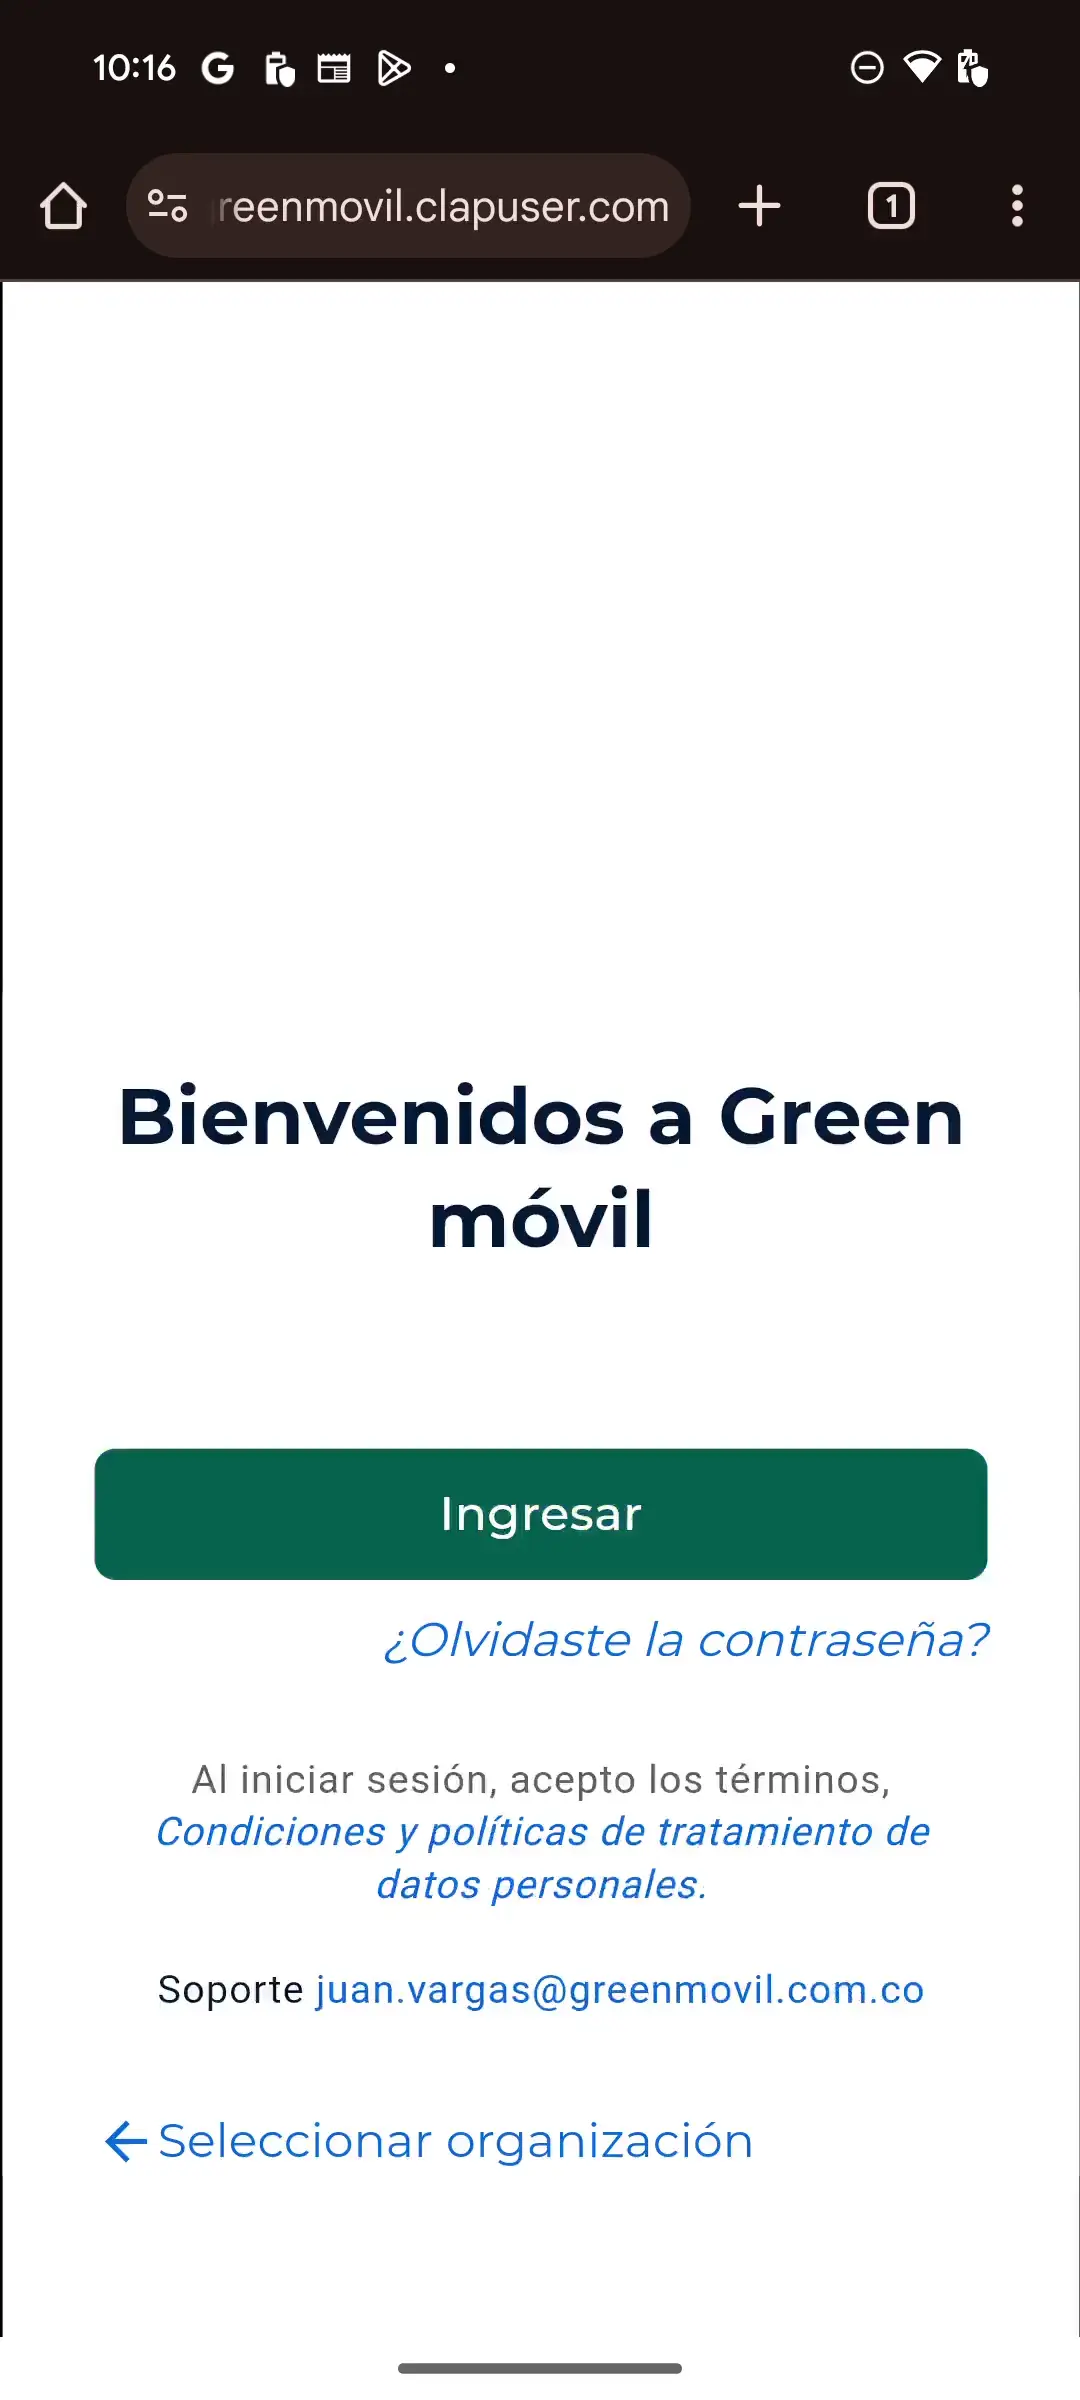 10:16
reenmovil.clapuser.com
1
Bienvenidos a Green
móvil
Ingresar
¿Olvidaste la contraseña?
Al iniciar sesión, acepto los términos,
Condiciones y políticas de tratamiento de
datos personales.
Soporte juan.vargas@greenmovil.com.co
Seleccionar organización